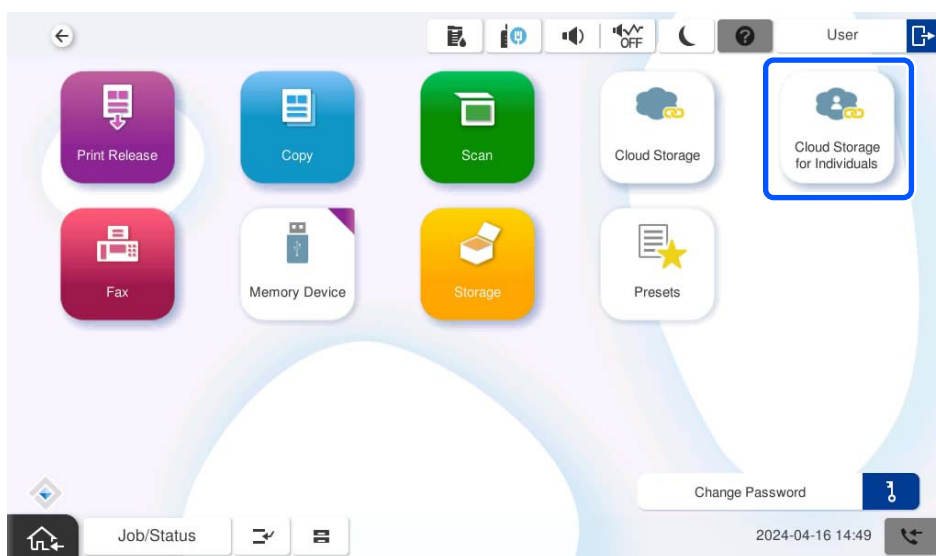 OFF
User
Print Release
Copy
Scan
Cloud Storage
Cloud Storage
for Individuals
Fax
Memory Device
Storage
Presets
Change Password
Job/Status
2024-04-16 14:49